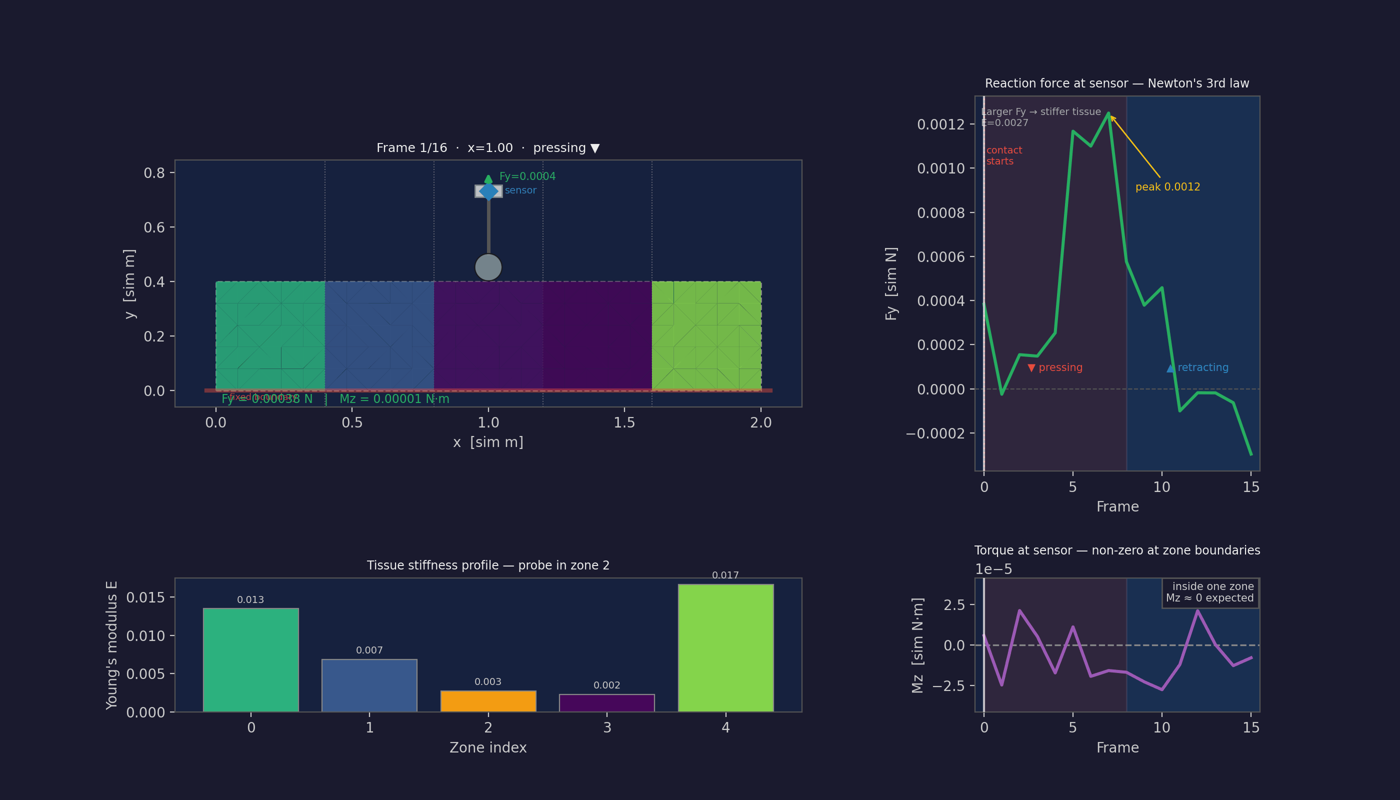 Frame 1/16 · x=1.00 · pressing ▼
y [sim m]
0.8
0.6
0.4
0.2
0.0
Fy=0.0004
sensor
fixed boundary
Fy = 0.00038 N | Mz = 0.00001 N·m
0.0 0.5 1.0 1.5 2.0
x [sim m]
Reaction force at sensor — Newton's 3rd law
Fy [sim N]
0.0012
0.0010
0.0008
0.0006
0.0004
0.0002
0.0000
−0.0002
Larger Fy → stiffer tissue
E=0.0027
contact
starts
peak 0.0012
▼ pressing
▲ retracting
0 5 10 15
Frame
Tissue stiffness profile — probe in zone 2
Young's modulus E
0.015
0.010
0.005
0.000
0.013
0.007
0.003
0.002
0.017
0 1 2 3 4
Zone index
Torque at sensor — non-zero at zone boundaries
1e−5
Mz [sim N·m]
2.5
0.0
−2.5
inside one zone
Mz ≈ 0 expected
0 5 10 15
Frame